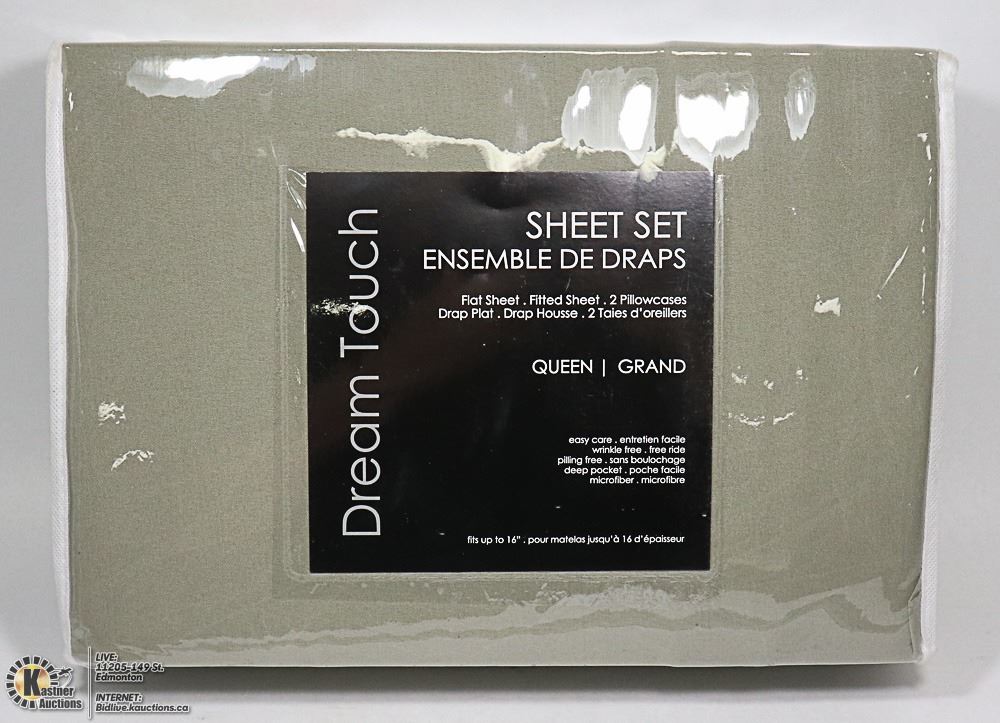 Dream Touch
SHEET SET
ENSEMBLE DE DRAPS
Flat Sheet . Fitted Sheet . 2 Pillowcases
Drap Plat . Drap Housse . 2 Taies d'oreillers
QUEEN | GRAND
easy care . entretien facile
wrinkle free . free ride
pilling free . sans boulochage
deep pocket . poche facile
microfiber . microfibre
fits up to 16" . pour matelas jusqu'à 16 d'épaisseur
Kastner
Auctions
LIVE:
11205-149 St.
Edmonton
INTERNET:
Bidlive.kauctions.ca